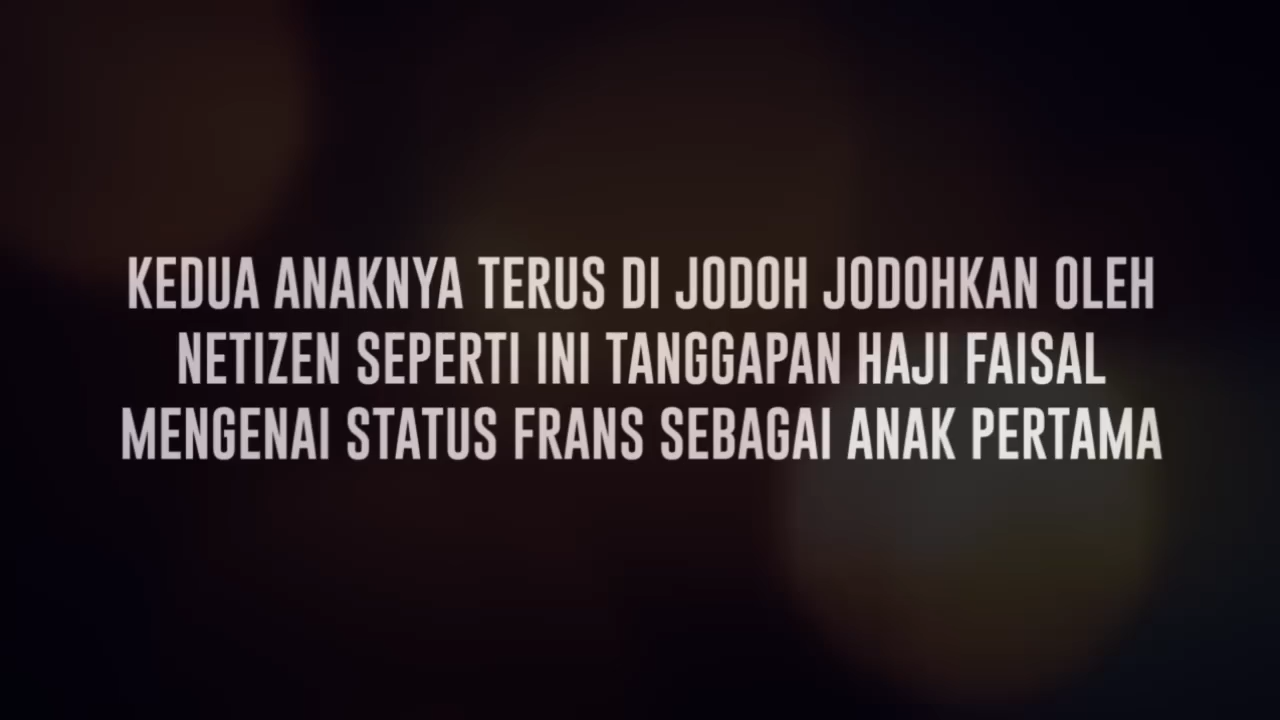 KEDUA ANAKNYA TERUS DI JODOH JODOHKAN OLEH
NETIZEN SEPERTI INI TANGGAPAN HAJI FAISAL
MENGENAI STATUS FRANS SEBAGAI ANAK PERTAMA